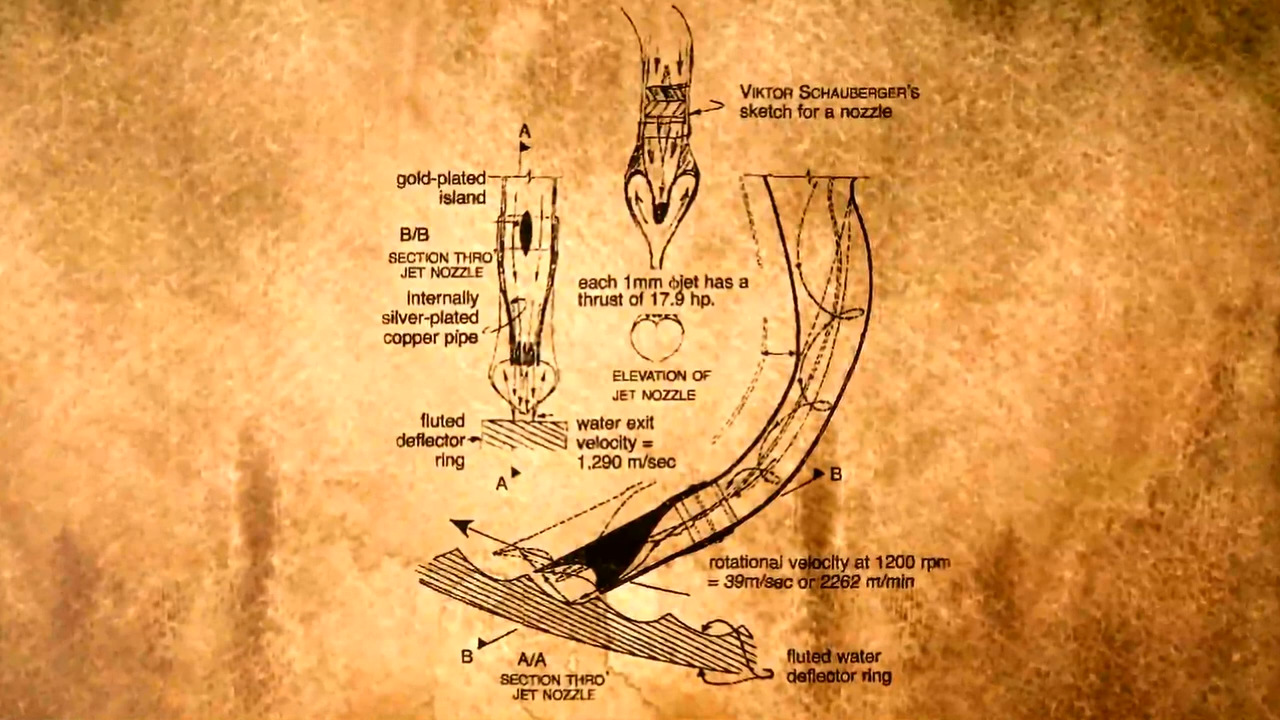 VIKTOR SCHAUBERGER'S
sketch for a nozzle
A
gold-plated
island
B/B
SECTION THRO'
JET NOZZLE
internally
silver-plated
copper pipe
each 1mm ϕjet has a
thrust of 17.9 hp.
ELEVATION OF
JET NOZZLE
fluted
deflector
ring
water exit
velocity =
1,290 m/sec
A
B
rotational velocity at 1200 rpm
= 39m/sec or 2262 m/min
B
A/A
SECTION THRO'
JET NOZZLE
fluted water
deflector ring